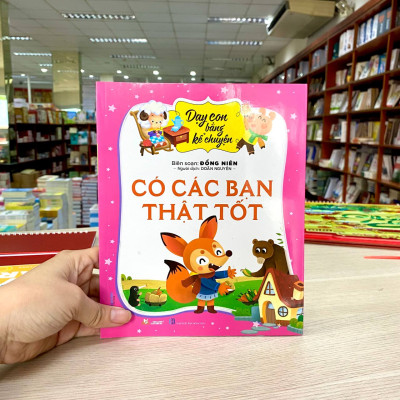 Dạy con
bằng
kể chuyện
Biên soạn: ĐỒNG NIÊN
Người dịch: DOÃN NGUYÊN
CÓ CÁC BẠN
THẬT TỐT